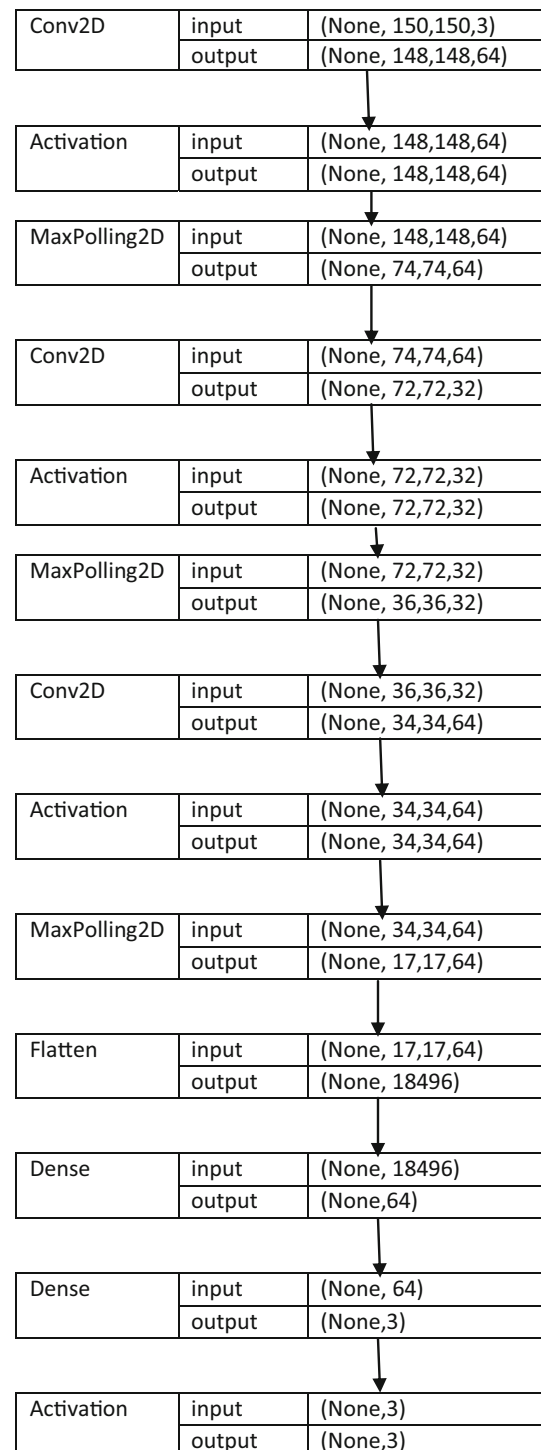 Conv2D input (None, 150,150,3)
output (None, 148,148,64)
Activation input (None, 148,148,64)
output (None, 148,148,64)
MaxPolling2D input (None, 148,148,64)
output (None, 74,74,64)
Conv2D input (None, 74,74,64)
output (None, 72,72,32)
Activation input (None, 72,72,32)
output (None, 72,72,32)
MaxPolling2D input (None, 72,72,32)
output (None, 36,36,32)
Conv2D input (None, 36,36,32)
output (None, 34,34,64)
Activation input (None, 34,34,64)
output (None, 34,34,64)
MaxPolling2D input (None, 34,34,64)
output (None, 17,17,64)
Flatten input (None, 17,17,64)
output (None, 18496)
Dense input (None, 18496)
output (None,64)
Dense input (None, 64)
output (None,3)
Activation input (None,3)
output (None,3)